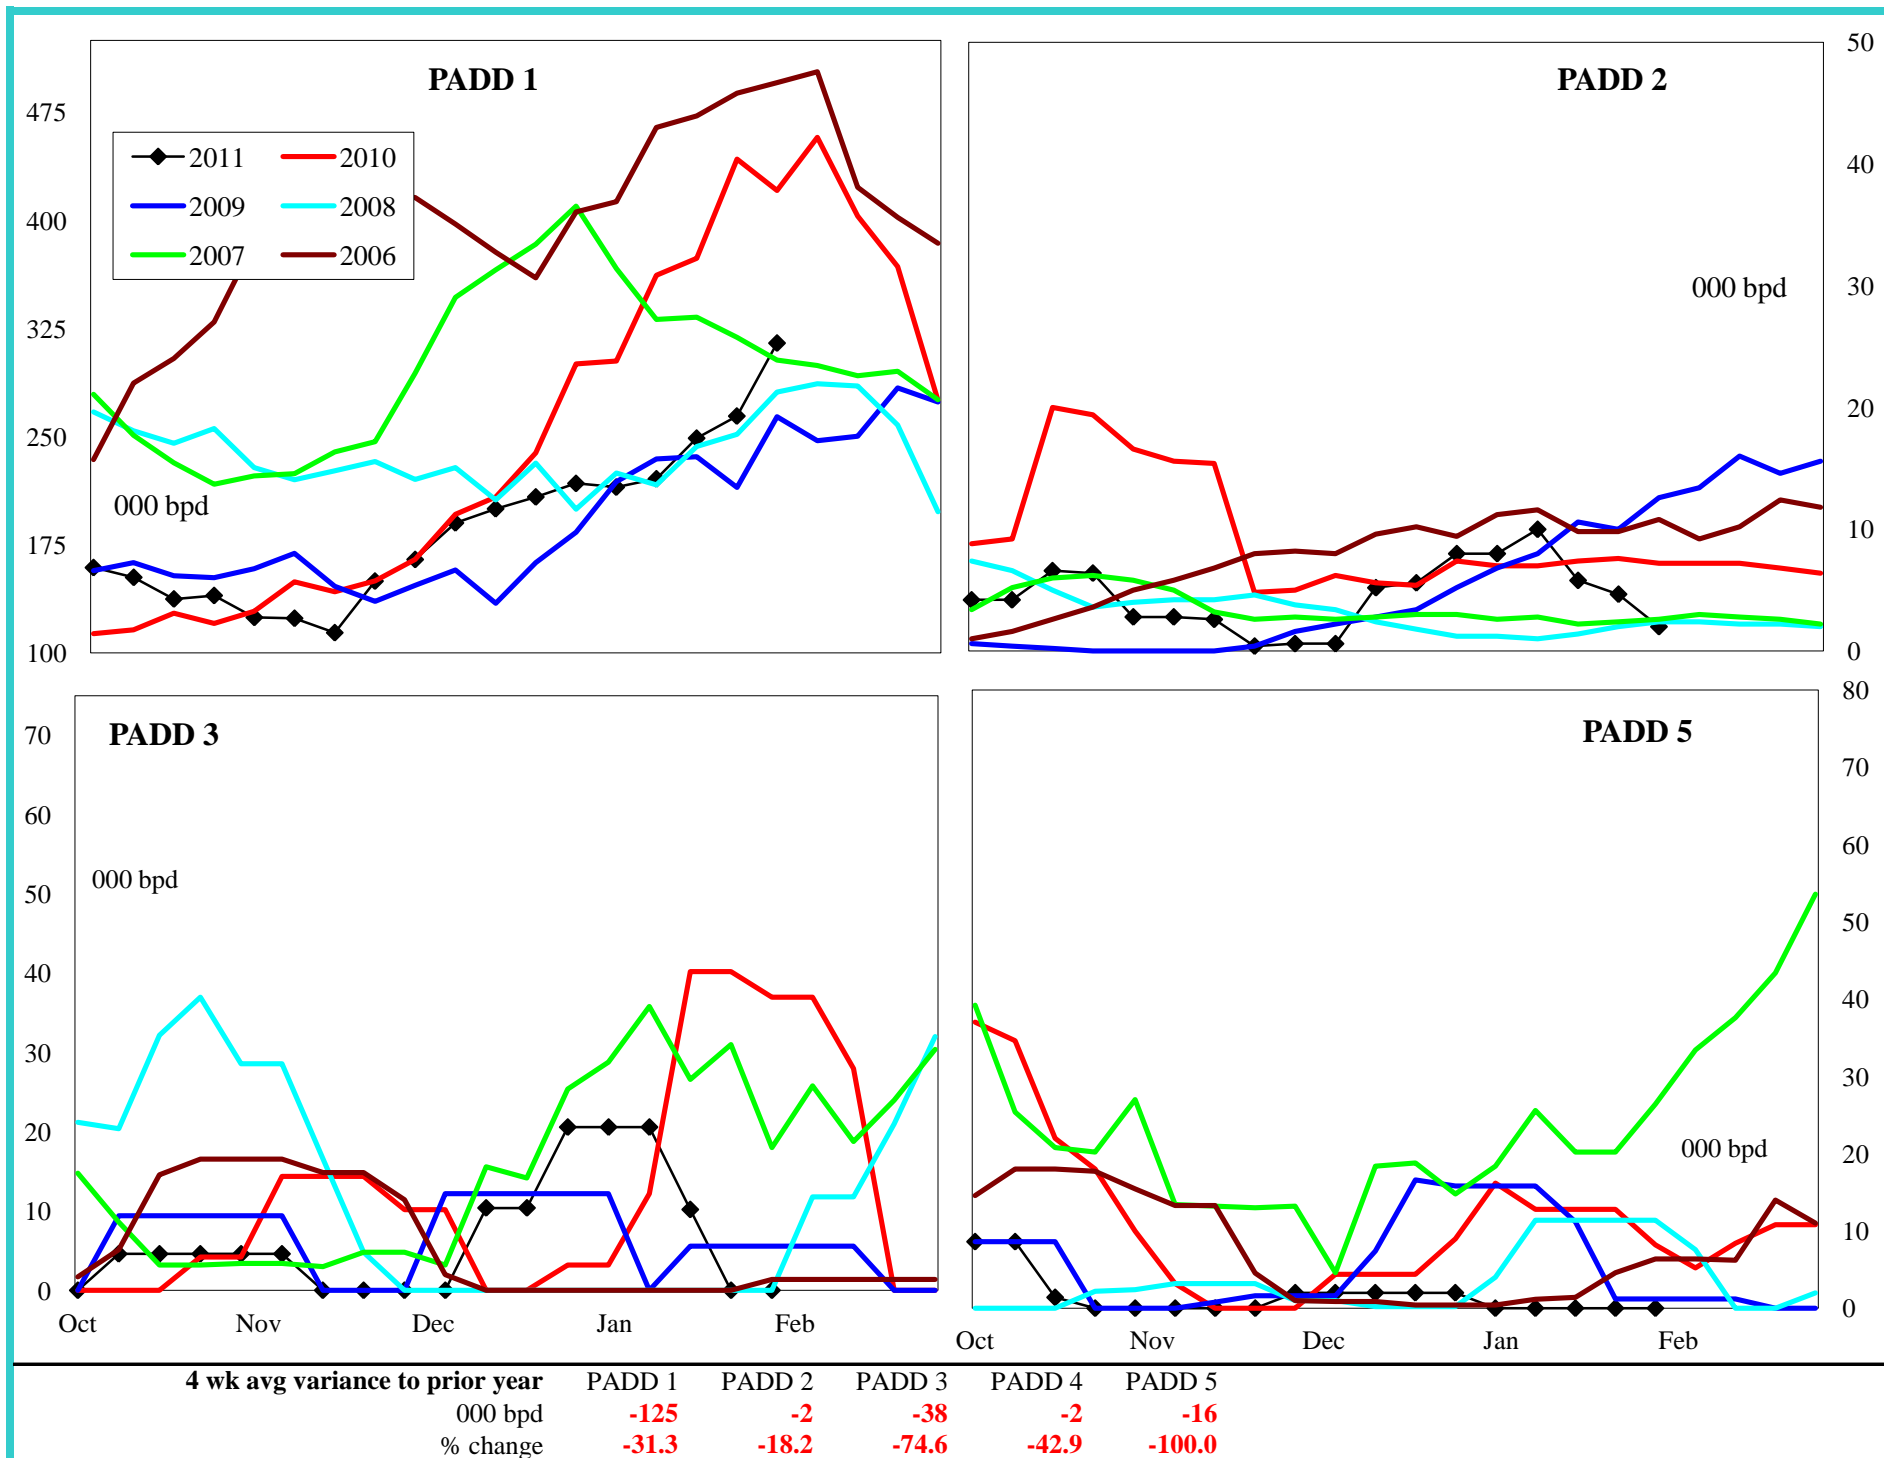 PADD 1
475
400
325
250
175
100
2011
2010
2009
2008
2007
2006
000 bpd
PADD 2
50
40
30
20
10
0
000 bpd
PADD 3
70
60
50
40
30
20
10
0
000 bpd
Oct Nov Dec Jan Feb
PADD 5
80
70
60
50
40
30
20
10
0
000 bpd
Oct Nov Dec Jan Feb
4 wk avg variance to prior year PADD 1 PADD 2 PADD 3 PADD 4 PADD 5
000 bpd -125 -2 -38 -2 -16
% change -31.3 -18.2 -74.6 -42.9 -100.0